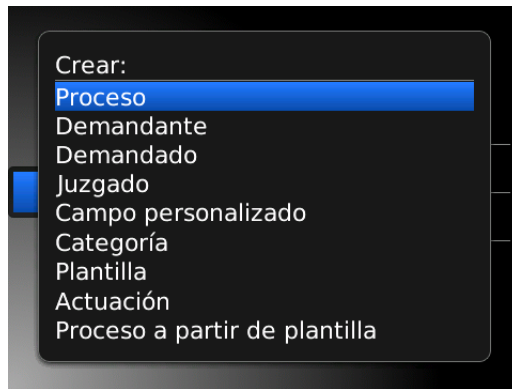 Crear:
Proceso
Demandante
Demandado
Juzgado
Campo personalizado
Categoría
Plantilla
Actuación
Proceso a partir de plantilla